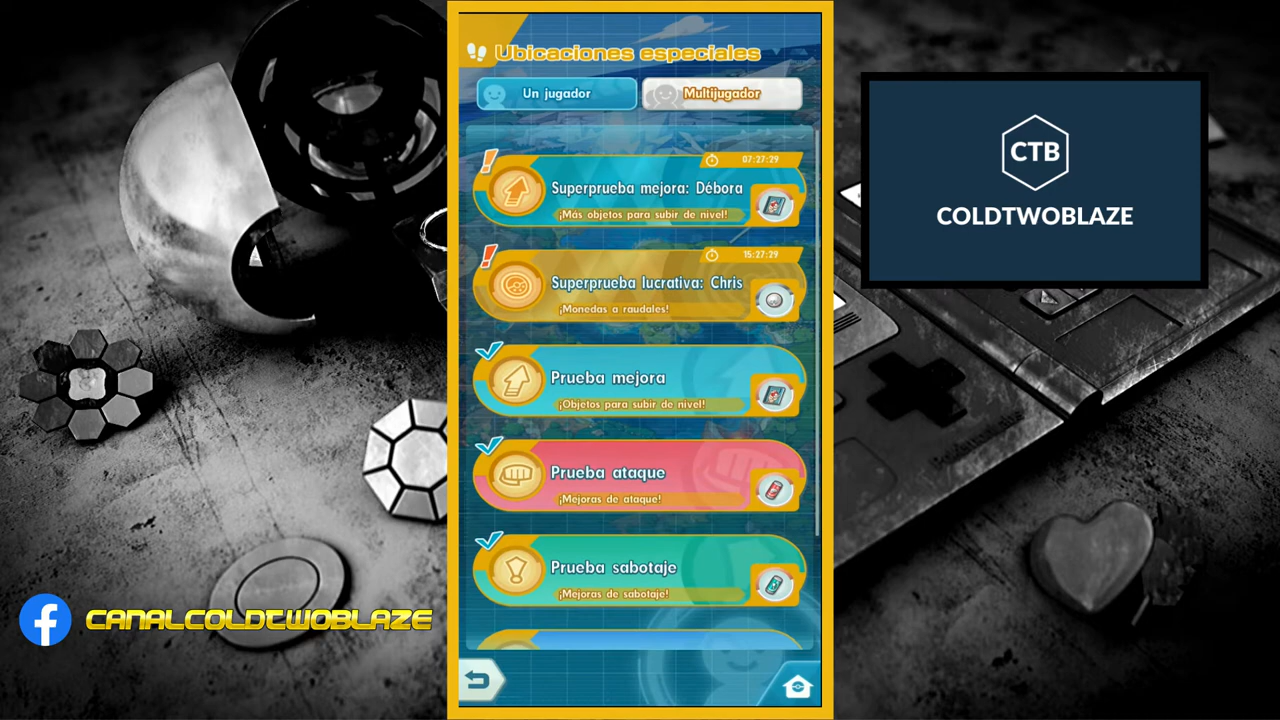 Ubicaciones especiales
Un jugador
Multijugador
07:27:29
Superprueba mejora: Débora
¡Más objetos para subir de nivel!
15:27:29
Superprueba lucrativa: Chris
¡Monedas a raudales!
Prueba mejora
¡Objetos para subir de nivel!
Prueba ataque
¡Mejoras de ataque!
Prueba sabotaje
¡Mejoras de sabotaje!
CTB
COLDTWOBLAZE
CANALCOLDTWOBLAZE